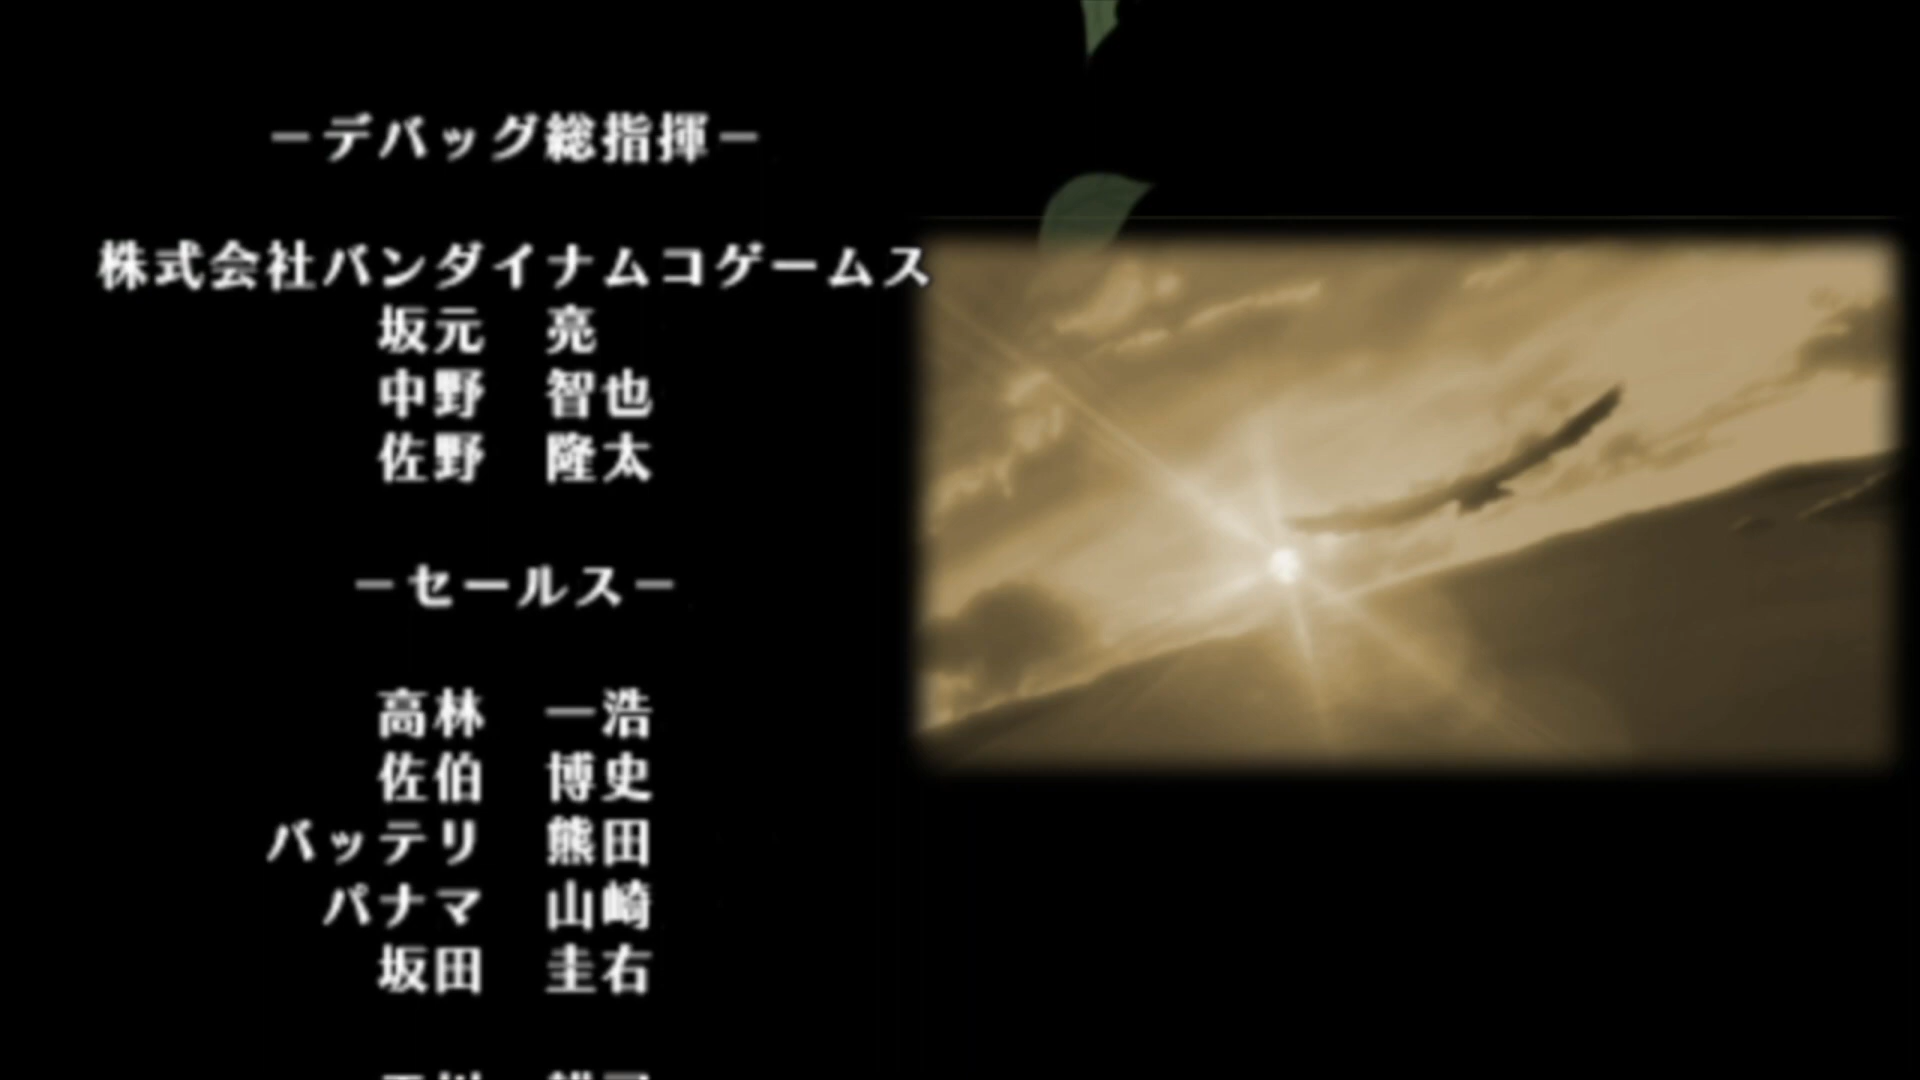 －デバッグ総指揮－
株式会社バンダイナムコゲームス
坂元　亮
中野　智也
佐野　隆太
－セールス－
高林　一浩
佐伯　博史
バッテリ　熊田
パナマ　山崎
坂田　圭右